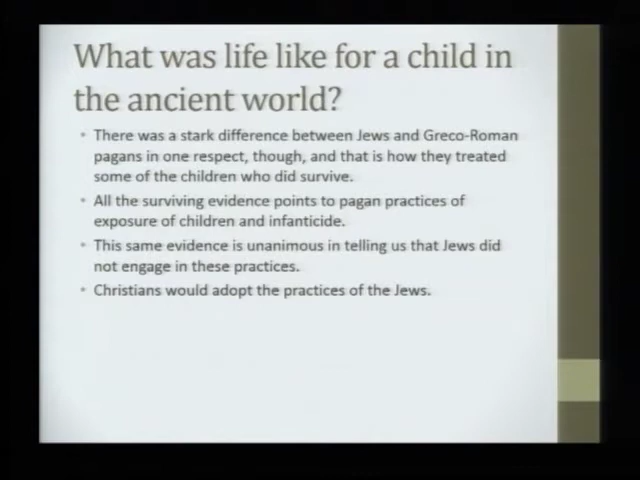 What was life like for a child in
the ancient world?
• There was a stark difference between Jews and Greco-Roman
pagans in one respect, though, and that is how they treated
some of the children who did survive.
• All the surviving evidence points to pagan practices of
exposure of children and infanticide.
• This same evidence is unanimous in telling us that Jews did
not engage in these practices.
• Christians would adopt the practices of the Jews.